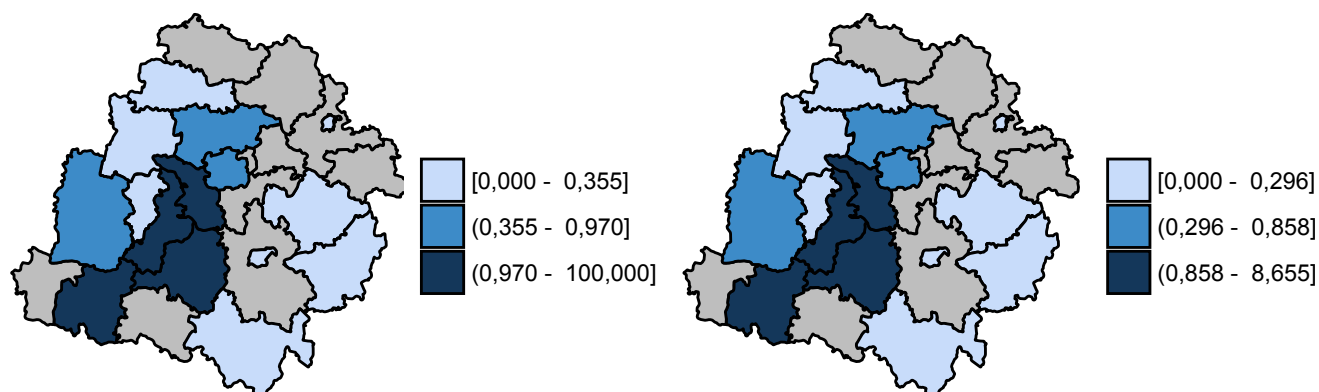 [0,000 - 0,355]
(0,355 - 0,970]
(0,970 - 100,000]
[0,000 - 0,296]
(0,296 - 0,858]
(0,858 - 8,655]